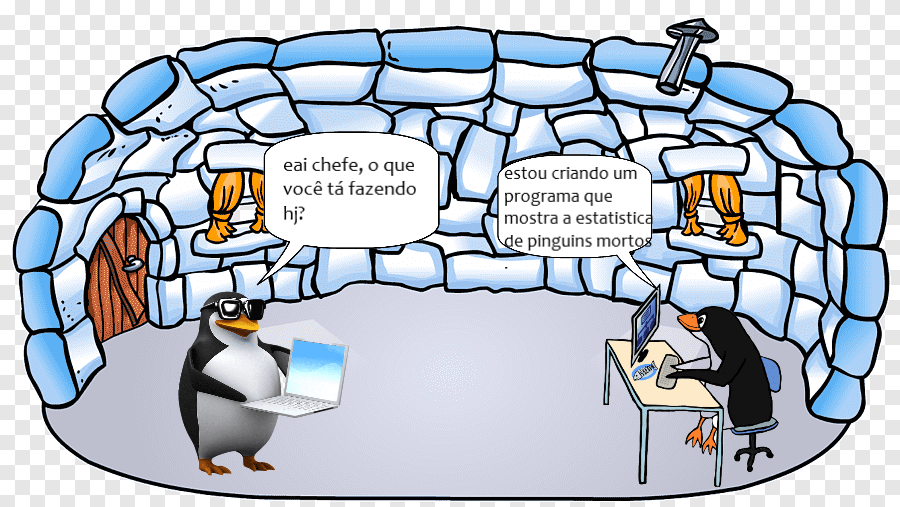 eai chefe, o que
você tá fazendo
hj?
estou criando um
programa que
mostra a estatistica
de pinguins mortos